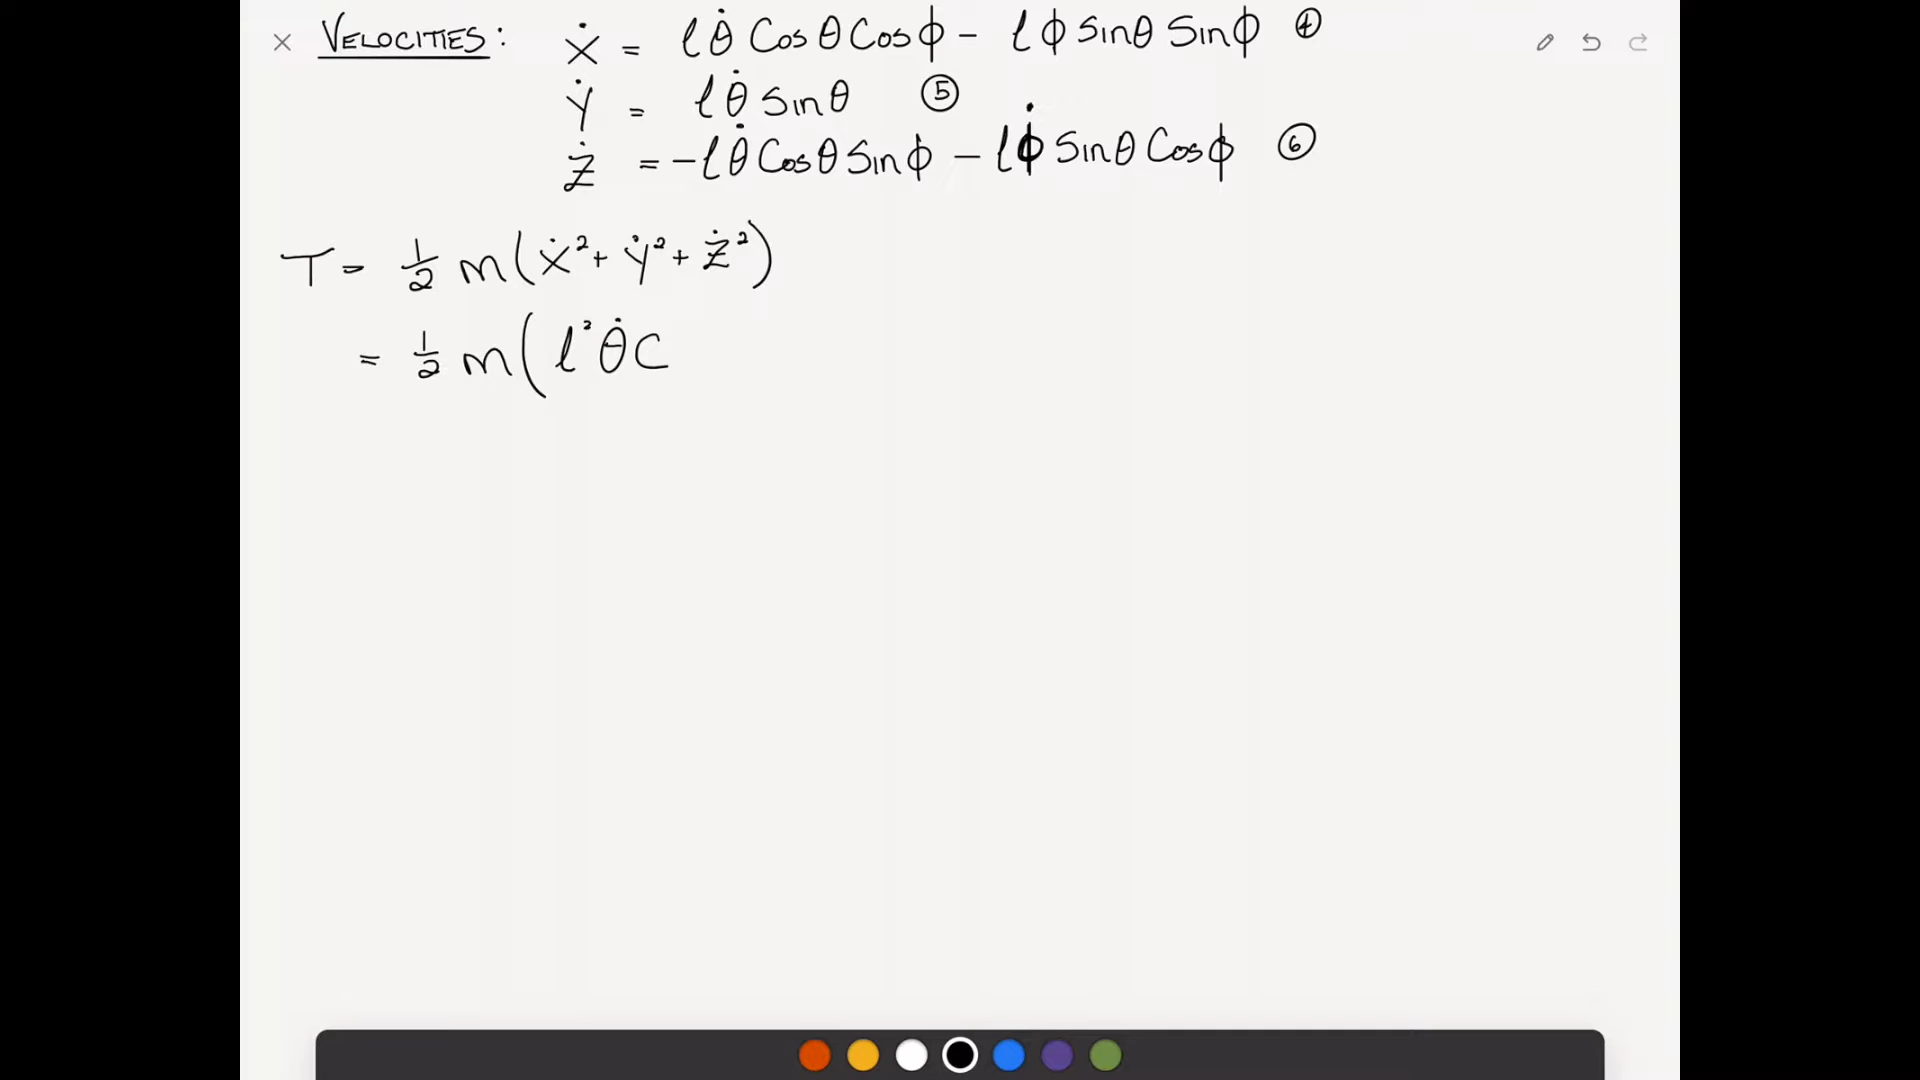 VELOCITIES: Ẋ = lθ̇ Cosθ Cosϕ - lϕ Sinθ Sinϕ ④
Ẏ = lθ̇ Sinθ ⑤
Ż = -lθ̇ Cosθ Sinϕ - lϕ̇ Sinθ Cosϕ ⑥
T = ½ m(Ẋ² + Ẏ² + Ż²)
= ½ m(l² θ̇ C